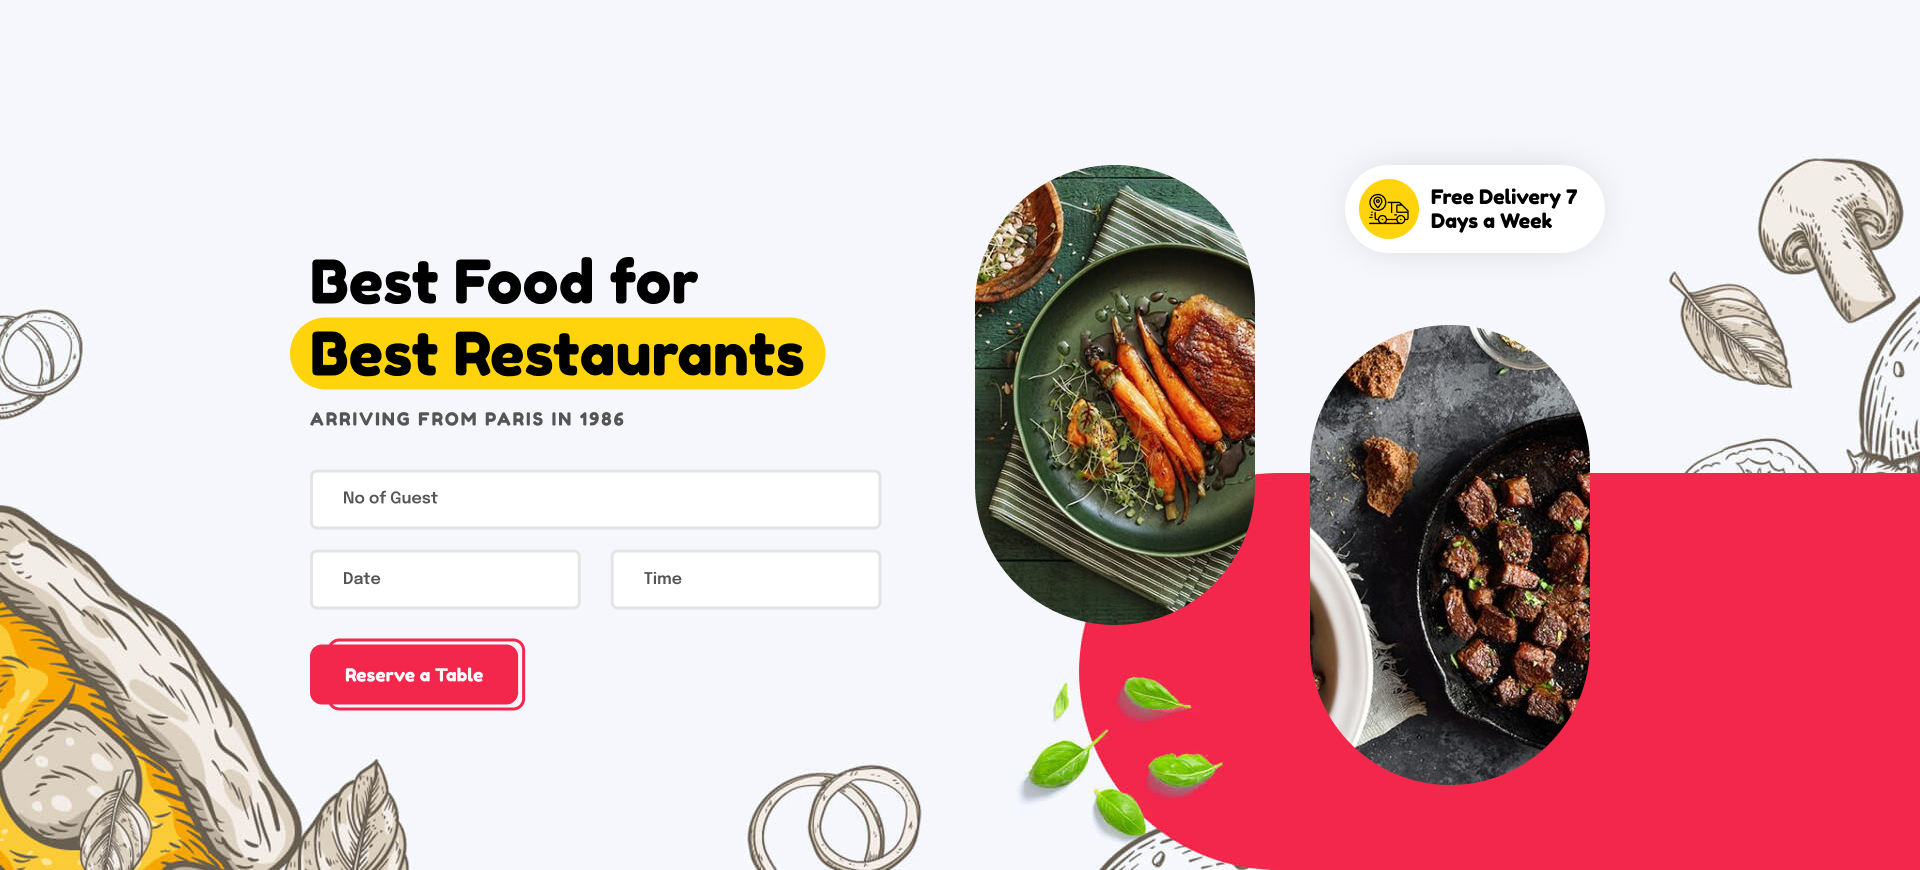 Best Food for
Best Restaurants
ARRIVING FROM PARIS IN 1986
No of Guest
Date
Time
Reserve a Table
Free Delivery 7
Days a Week